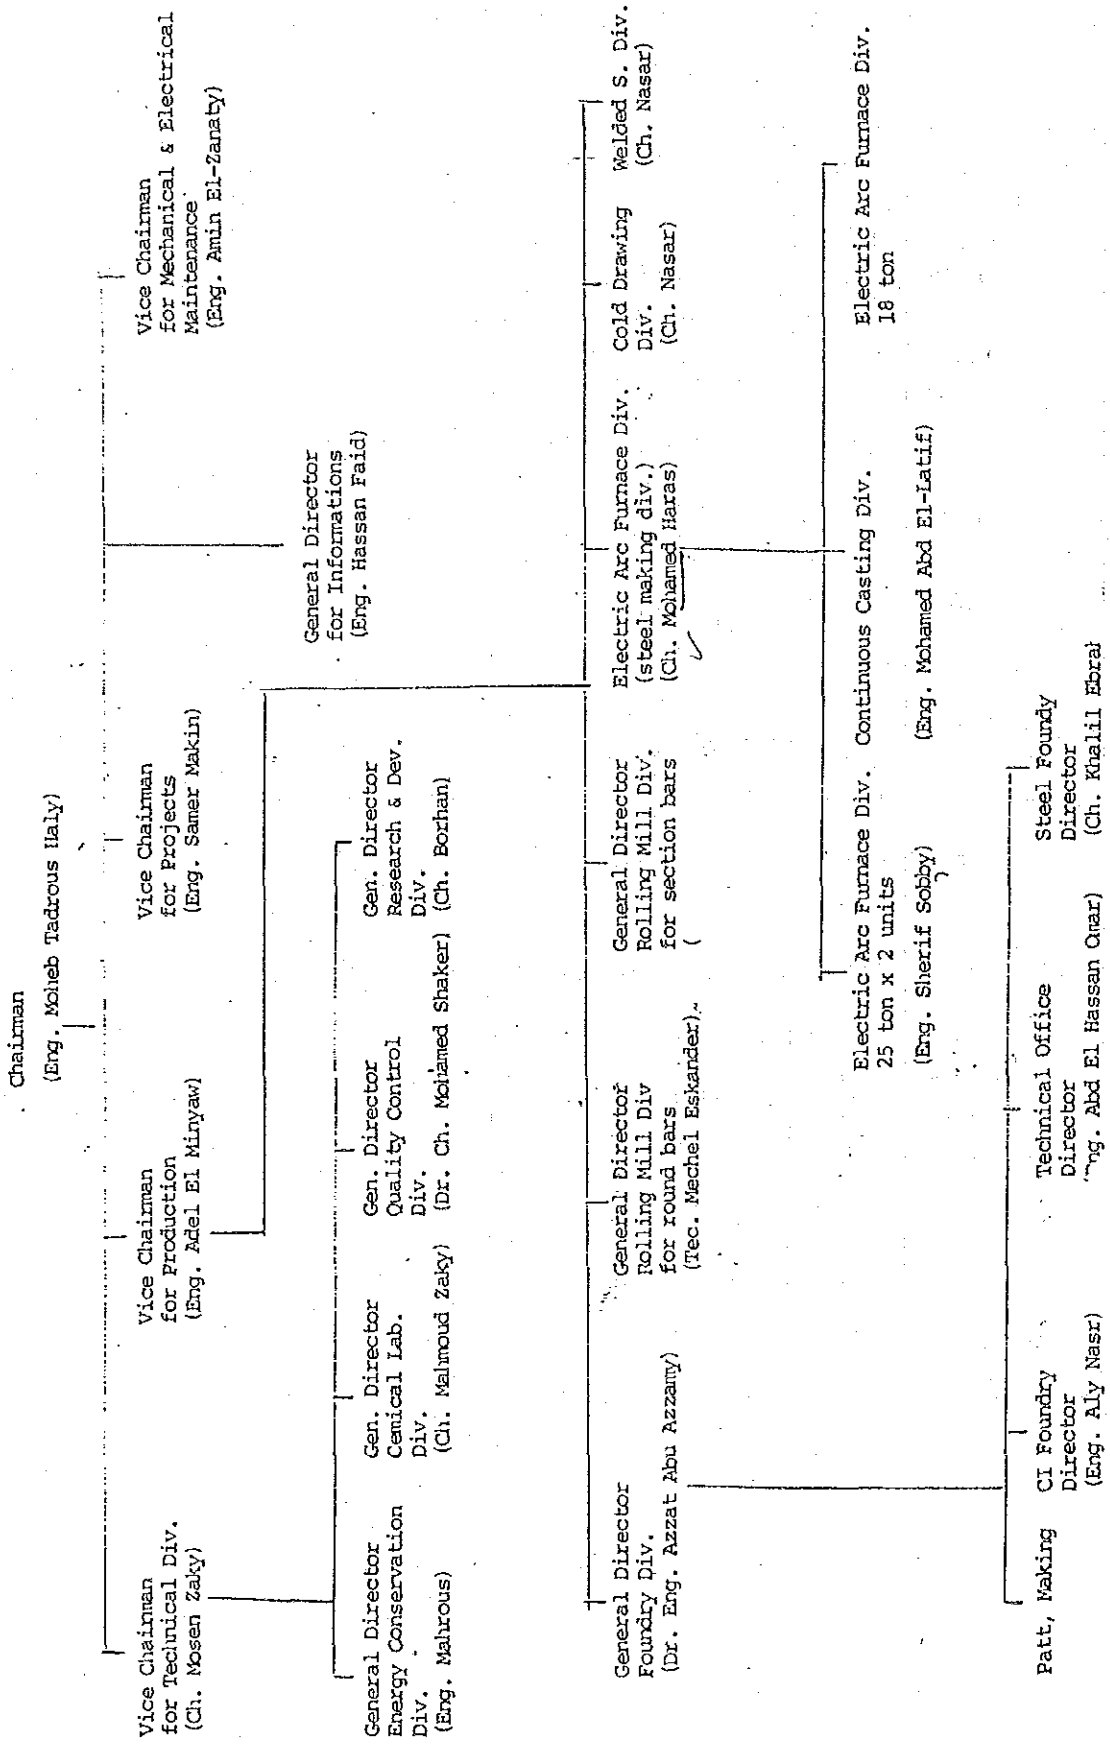 Chairman
(Eng. Moheb Tadrous Haly)
Vice Chairman
for Technical Div.
(Ch. Mosen Zaky)
Vice Chairman
for Production
(Eng. Adel El Minyaw)
Vice Chairman
for Projects
(Eng. Samer Makin)
Vice Chairman
for Mechanical & Electrical
Maintenance
(Eng. Amin El-Zanaty)
General Director
for Informations
(Eng. Hassan Faid)
General Director
Energy Conservation
Div.
(Eng. Mahrous)
Gen. Director
Cemical Lab.
Div.
(Ch. Mahmoud Zaky)
Gen. Director
Quality Control
Div.
(Dr. Ch. Mohamed Shaker)
Gen. Director
Research & Dev.
Div.
(Ch. Borhan)
General Director
Foundry Div.
(Dr. Eng. Azzat Abu Azzamy)
General Director
Rolling Mill Div
for round bars
(Tec. Mechel Eskander)
General Director
Rolling Mill Div.
for section bars
(
Electric Arc Furnace Div.
(steel making div.)
(Ch. Mohamed Haras)
Cold Drawing
Div.
(Ch. Nasar)
Welded S. Div.
(Ch. Nasar)
Electric Arc Furnace Div.
25 ton x 2 units
(Eng. Sherif Sobby)
Continuous Casting Div.
(Eng. Mohamed Abd El-Latif)
Electric Arc Furnace Div.
18 ton
Patt, Making
CI Foundry
Director
(Eng. Aly Nasr)
Technical Office
Director
ng. Abd El Hassan Omar)
Steel Foundy
Director
(Ch. Khalil Ebrah